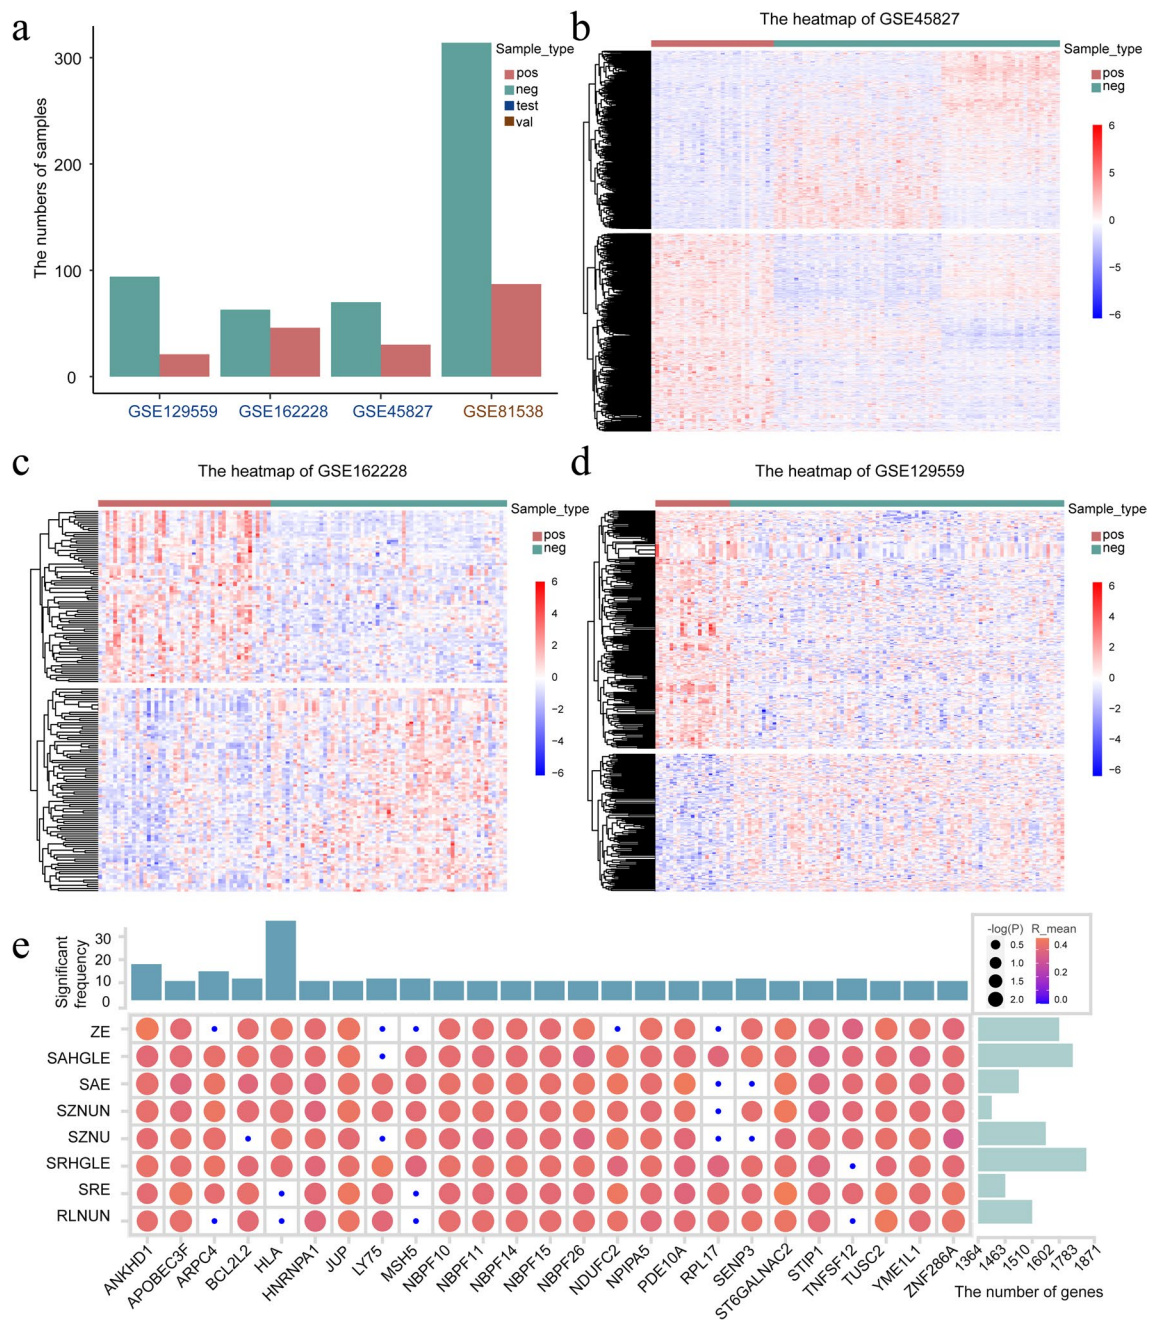 a
300
200
100
0
The numbers of samples
Sample_type
pos
neg
test
val
GSE129559
GSE162228
GSE45827
GSE81538
b
The heatmap of GSE45827
Sample_type
pos
neg
6
5
0
−5
−6
c
The heatmap of GSE162228
Sample_type
pos
neg
6
4
2
0
−2
−4
−6
d
The heatmap of GSE129559
Sample_type
pos
neg
6
4
2
0
−2
−4
−6
e
Significant
frequency
30
20
10
0
-log(P)
0.5
1.0
1.5
2.0
R_mean
0.4
0.2
0.0
ZE
SAHGLE
SAE
SZNUN
SZNU
SRHGLE
SRE
RLNUN
ANKHD1
APOBEC3F
ARPC4
BCL2L2
HLA
HNRNPA1
JUP
LY75
MSH5
NBPF10
NBPF11
NBPF14
NBPF15
NBPF26
NDUFC2
NPIPA5
PDE10A
RPL17
SENP3
ST6GALNAC2
STIP1
TNFSF12
TUSC2
YME1L1
ZNF286A
1364
1463
1510
1602
1783
1871
The number of genes